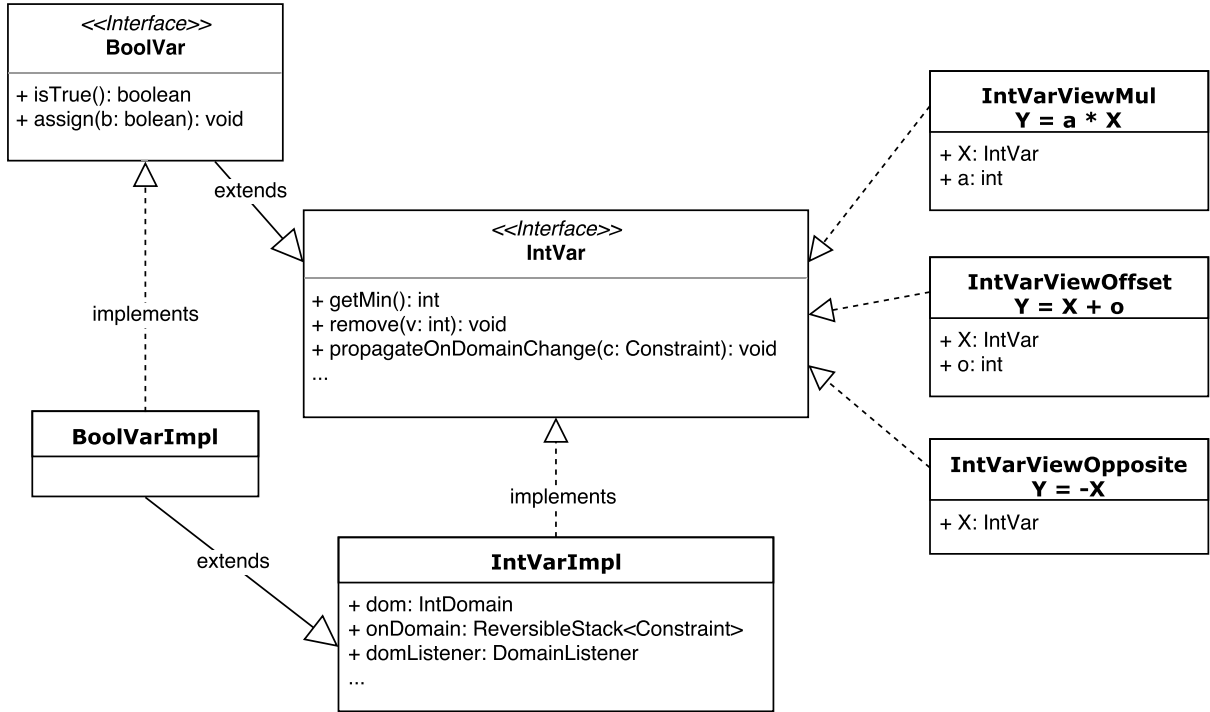 <<Interface>>
BoolVar
+ isTrue(): boolean
+ assign(b: bolean): void
extends
implements
BoolVarImpl
extends
<<Interface>>
IntVar
+ getMin(): int
+ remove(v: int): void
+ propagateOnDomainChange(c: Constraint): void
...
implements
IntVarImpl
+ dom: IntDomain
+ onDomain: ReversibleStack<Constraint>
+ domListener: DomainListener
...
IntVarViewMul
Y = a * X
+ X: IntVar
+ a: int
IntVarViewOffset
Y = X + o
+ X: IntVar
+ o: int
IntVarViewOpposite
Y = -X
+ X: IntVar